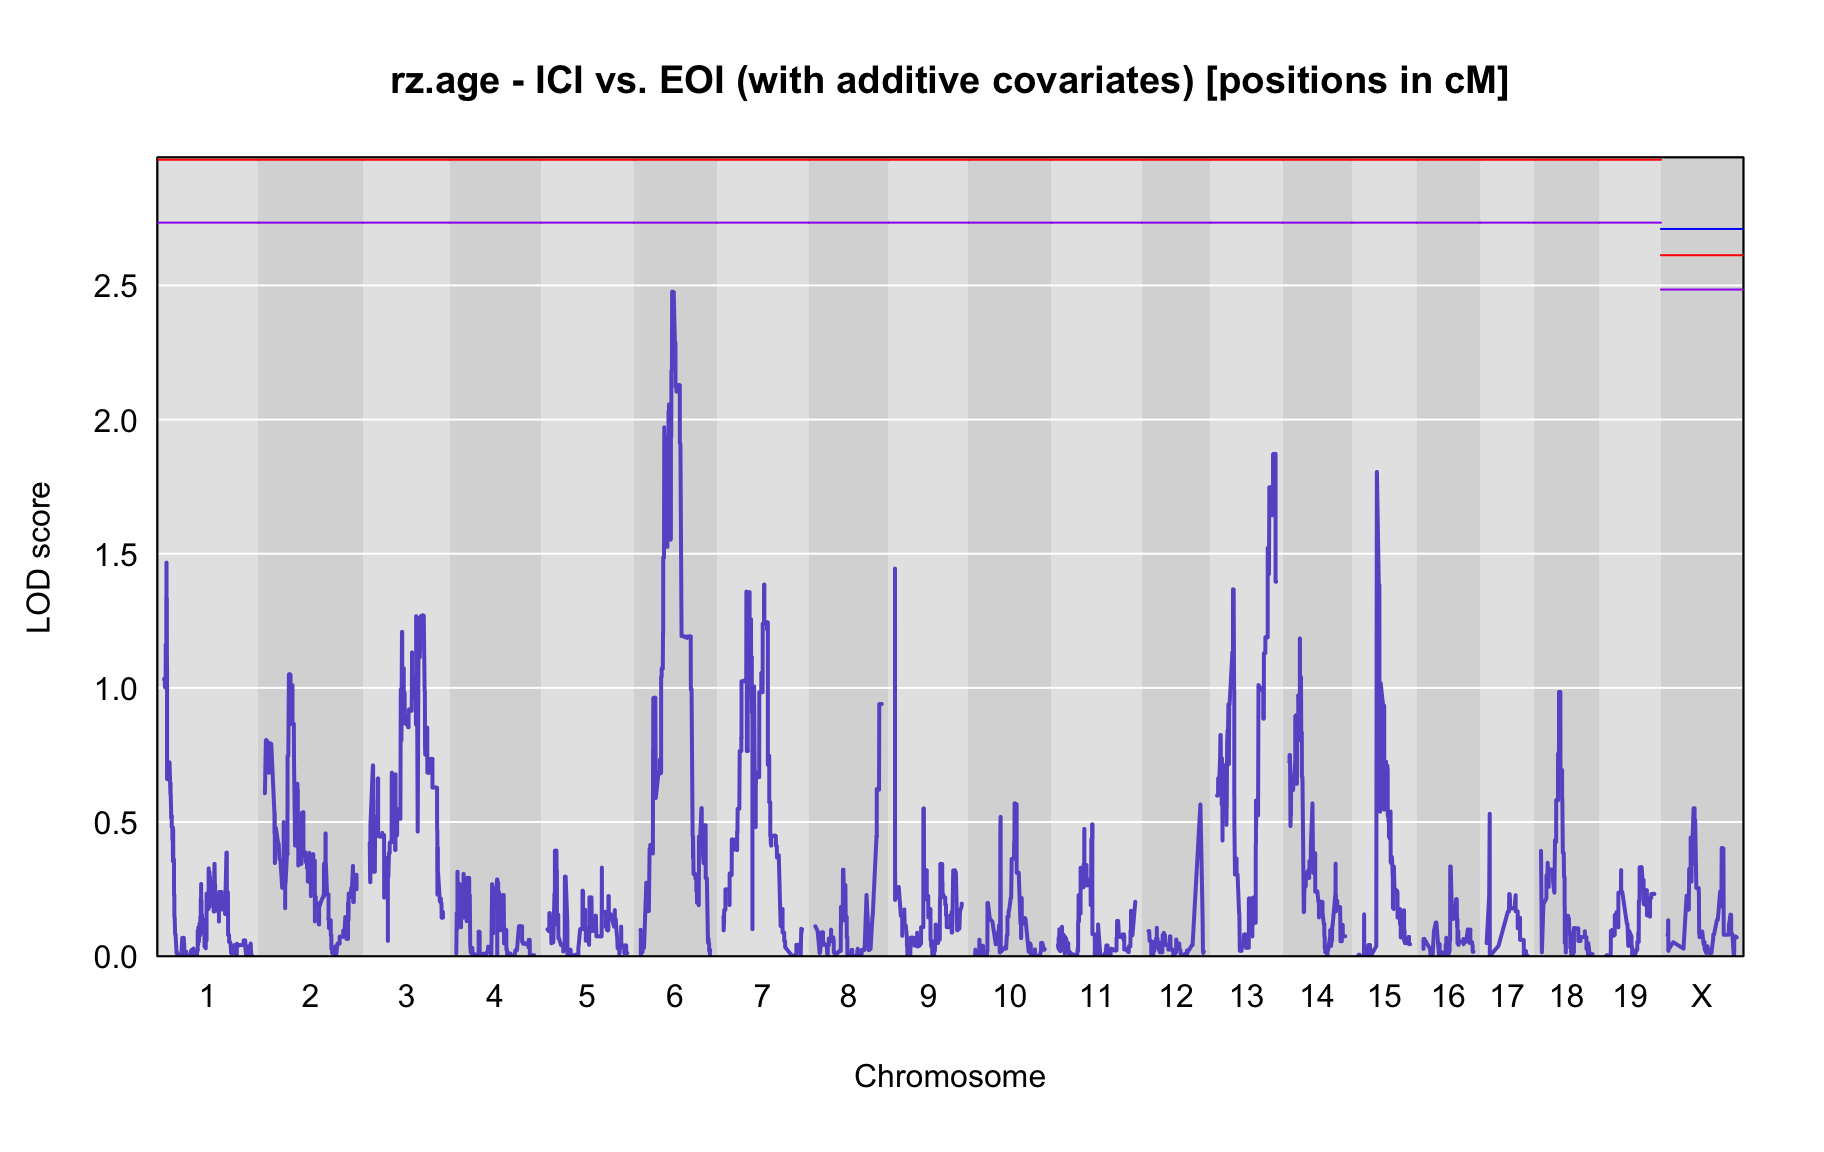 rz.age - ICI vs. EOI (with additive covariates) [positions in cM]
LOD score
2.5
2.0
1.5
1.0
0.5
0.0
1 2 3 4 5 6 7 8 9 10 11 12 13 14 15 16 17 18 19 X
Chromosome